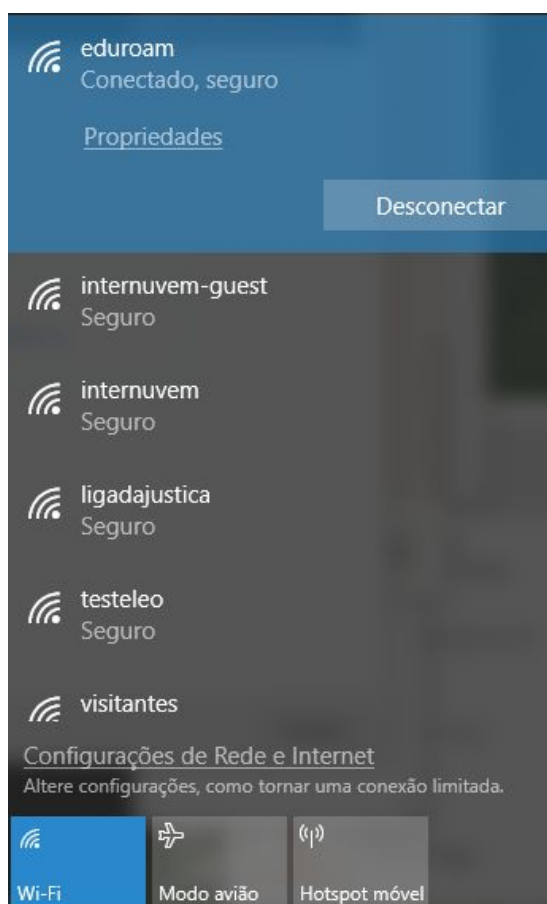 eduroam
Conectado, seguro
Propriedades
Desconectar
internuvem-guest
Seguro
internuvem
Seguro
ligadajustica
Seguro
testeleo
Seguro
visitantes
Configurações de Rede e Internet
Altere configurações, como tornar uma conexão limitada.
Wi-Fi
Modo avião
Hotspot móvel